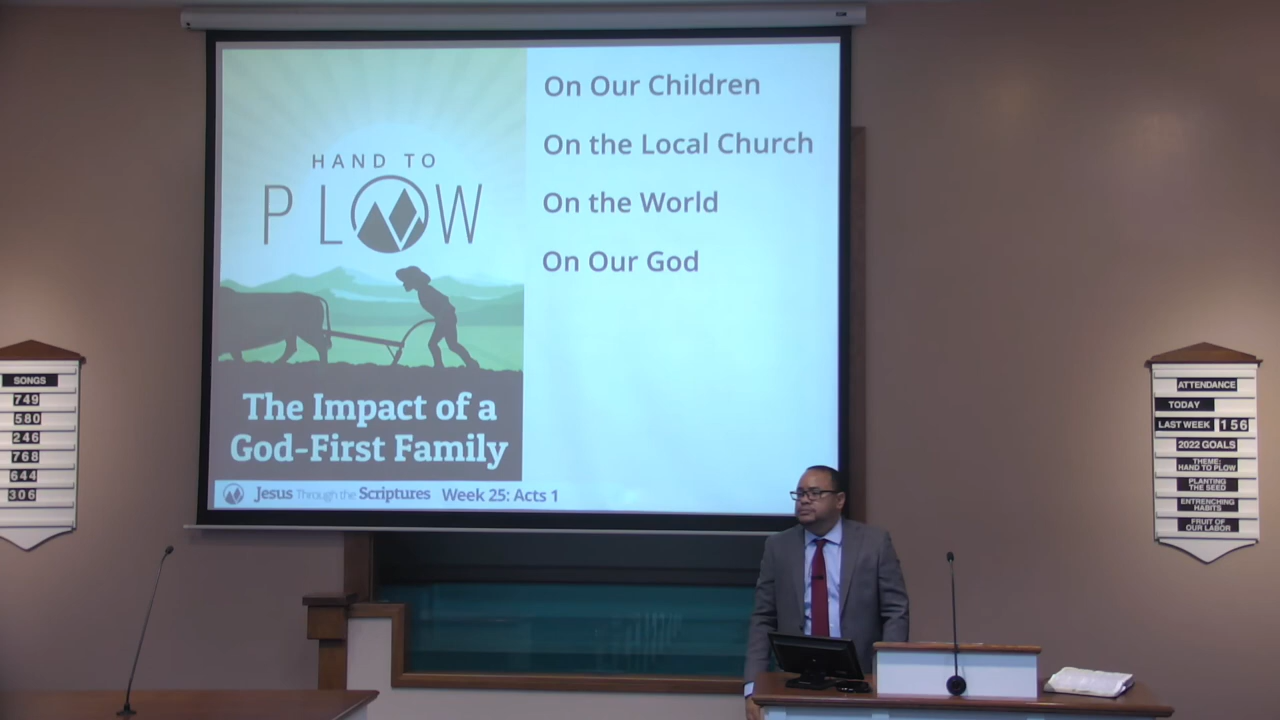 HAND TO
PLOW
The Impact of a
God-First Family
On Our Children
On the Local Church
On the World
On Our God
Jesus Through the Scriptures Week 25: Acts 1
SONGS
749
580
246
768
644
306
ATTENDANCE
TODAY
LAST WEEK 156
2022 GOALS
THEME:
HAND TO PLOW
PLANTING
THE SEED
ENTRENCHING
HABITS
FRUIT OF
OUR LABOR